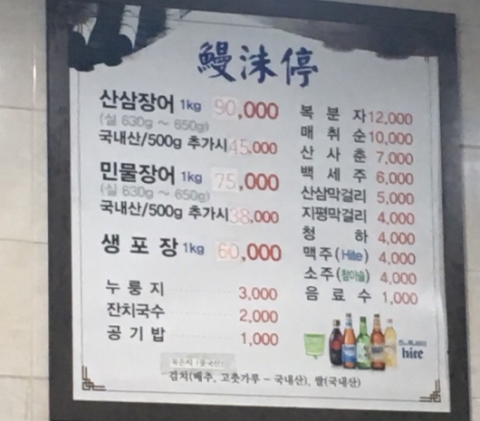 鰻沫停
산삼장어 1kg 90,000
(실 630g ~ 650g)
국내산/500g 추가시 45,000
민물장어 1kg 75,000
(실 630g ~ 650g)
국내산/500g 추가시 38,000
생포장 1kg 60,000
누룽지 3,000
잔치국수 2,000
공기밥 1,000
복분자 12,000
매취순 10,000
산사춘 7,000
백세주 6,000
산삼막걸리 5,000
지평막걸리 4,000
청하 4,000
맥주(Hite) 4,000
소주(참이슬) 4,000
음료수 1,000
hite
김치(배추, 고춧가루 - 국내산), 쌀(국내산)